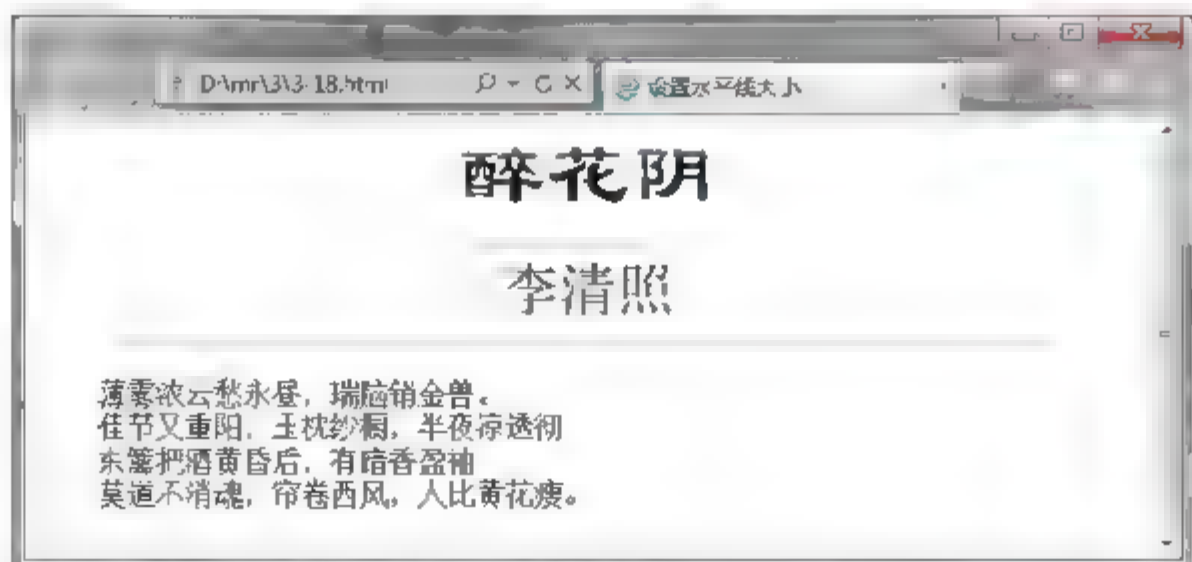 D:\mr\3\3-18.html
设置水平线大小
醉花阴
李清照
薄雾浓云愁永昼，瑞脑销金兽。
佳节又重阳，玉枕纱橱，半夜凉透彻
东篱把酒黄昏后，有暗香盈袖
莫道不消魂，帘卷西风，人比黄花瘦。